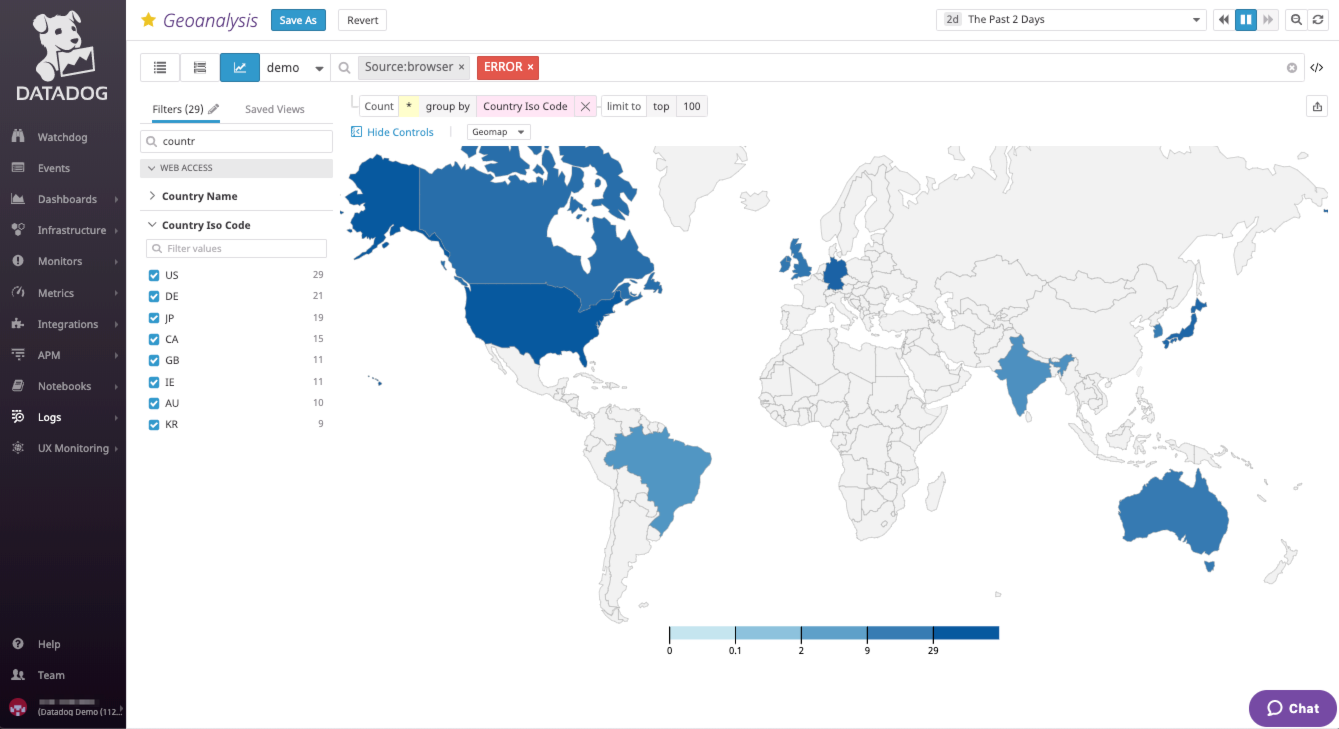 DATADOG
Watchdog
Events
Dashboards
Infrastructure
Monitors
Metrics
Integrations
APM
Notebooks
Logs
UX Monitoring
Help
Team
(Datadog Demo (112...
Geoanalysis
Save As
Revert
2d The Past 2 Days
demo
Source:browser ×
ERROR ×
</>
Filters (29)
Saved Views
Count * group by Country Iso Code limit to top 100
Hide Controls
Geomap
countr
WEB ACCESS
Country Name
Country Iso Code
Filter values
US 29
DE 21
JP 19
CA 15
GB 11
IE 11
AU 10
KR 9
0 0.1 2 9 29
Chat